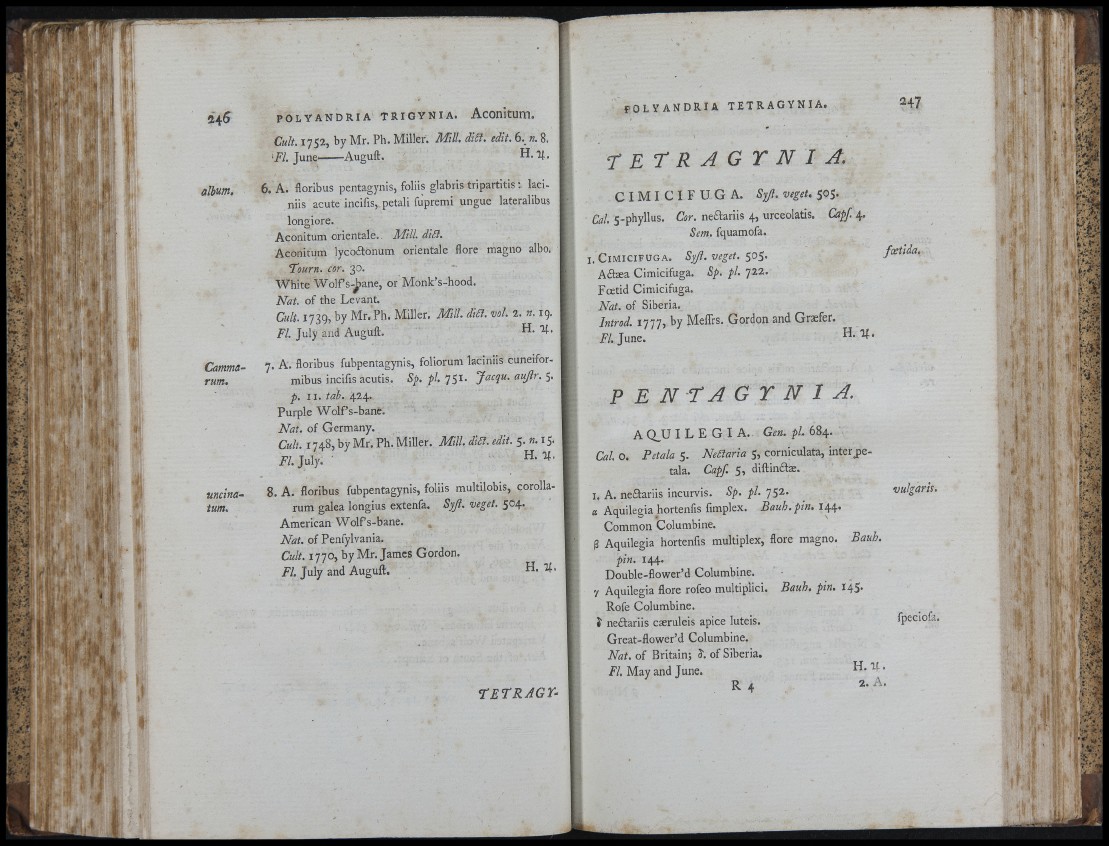 246 POLYANDRIA TRIGYNIA. Aconitum.
Cult. 1752, by Mr. Ph. Miller. Mill. dict. edit. 6. n. 8.
Fl. June——Auguſt. H. ♃.
album. 6. A. floribus pentagynis, foliis glabris tripartitis: laci-
niis acute inciſis, petali ſupremi ungue lateralibus
longiore.
Aconitum orientale. Mill. dict.
Aconitum lycoctonum orientale flore magno albo.
Tourn. cor. 30.
White Wolf's-bane, or Monk's-hood.
Nat. of the Levant.
Cult. 1739, by Mr. Ph. Miller. Mill. dict. vol. 2. n. 19.
Fl. July and Auguſt. H. ♃.
Camma-
rum. 7. A. floribus ſubpentagynis, foliorum laciniis cuneifor-
mibus inciſis acutis. Sp. pl. 751. Jacqu. auſtr. 5.
p. 11. tab. 424.
Purple Wolf's-bane.
Nat. of Germany.
Cult. 1748, by Mr. Ph. Miller. Mill. dict. edit. 5. n. 15.
Fl. July. H. ♃.
uncina-
tum. 8. A. floribus ſubpentagynis, foliis multilobis, corolla-
rum galea longius extenſa. Syſt. veget. 504.
American Wolf's-bane.
Nat. of Penſylvania.
Cult. 1770, by Mr. James Gordon.
Fl. July and Auguſt. H. ♃.
TETRAGY-
POLYANDRIA TETRAGYNIA. 247
TETRAGYNIA.
CIMICIFUGA. Syſt. veget. 505.
Cal. 5-phyllus. Cor. nectariis 4, urceolatis. Capſ. 4.
Sem. ſquamoſa.
1. CIMICIFUGA. Syſt. veget. 505. fœtida.
Actæa Cimicifuga. Sp. pl. 722.
Fœtid Cimicifuga.
Nat. of Siberia.
Introd. 1777, by Meſſrs. Gordon and Græfer.
Fl. June. H. ♃.
PENTAGYNIA.
AQUILEGIA. Gen. pl. 684.
Cal. 0. Petala 5. Nectaria 5, corniculata, inter pe-
tala. Capſ. 5, diſtinctæ.
1. A. nectariis incurvis. Sp. pl. 752. vulgaris.
α Aquilegia hortenſis ſimplex. Bauh. pin. 144.
Common Columbine.
β Aquilegia hortenſis multiplex, flore magno. Bauh.
pin. 144.
Double-flower'd Columbine.
γ Aquilegia flore roſeo multiplici. Bauh. pin. 145.
Roſe Columbine.
δ nectariis cæruleis apice luteis. ſpecioſa.
Great-flower'd Columbine.
Nat. of Britain; δ. of Siberia.
Fl. May and June. H. ♃.
R 4 2. A.